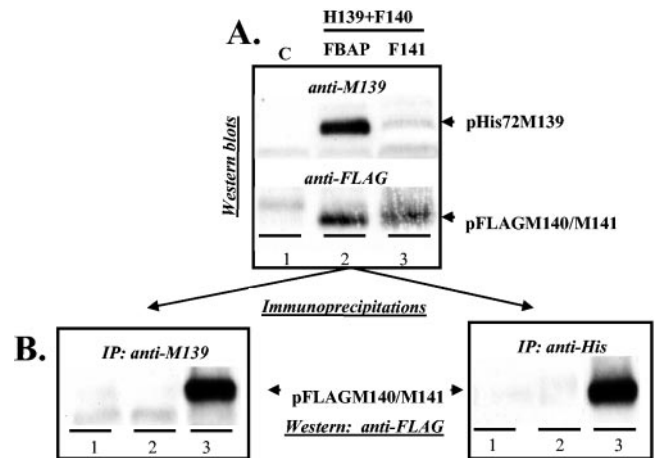 A.
H139+F140
C FBAP F141
anti-M139
pHis72M139
Western blots
anti-FLAG
pFLAGM140/M141
1 2 3
Immunoprecipitations
B.
IP: anti-M139
IP: anti-His
pFLAGM140/M141
Western: anti-FLAG
1 2 3
1 2 3